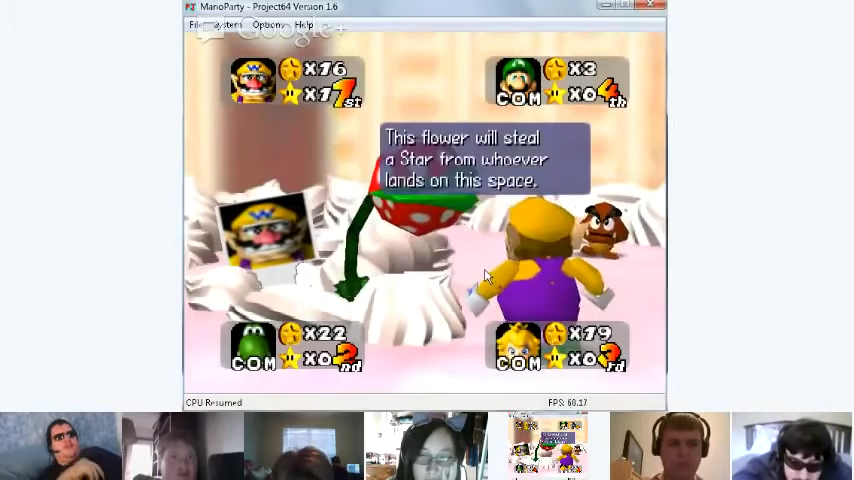 MarioParty - Project64 Version 1.6
File System Options Help
Google+
x16
x1 1st
x3
COM x0 4th
This flower will steal
a Star from whoever
lands on this space.
x22
COM x0 2nd
x19
COM x0 3rd
CPU Resumed
FPS: 60.17